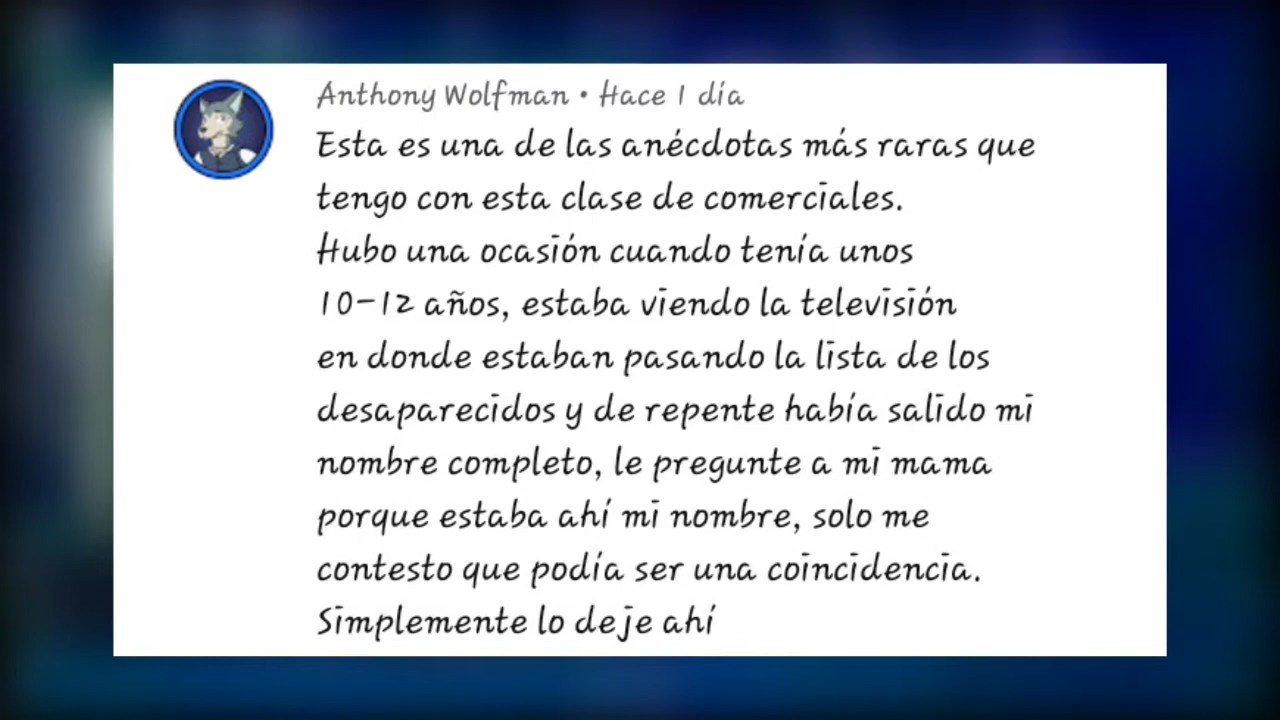 Anthony Wolfman • Hace 1 día
Esta es una de las anécdotas más raras que
tengo con esta clase de comerciales.
Hubo una ocasión cuando tenía unos
10-12 años, estaba viendo la televisión
en donde estaban pasando la lista de los
desaparecidos y de repente había salido mi
nombre completo, le pregunte a mi mama
porque estaba ahí mi nombre, solo me
contesto que podía ser una coincidencia.
Simplemente lo deje ahí